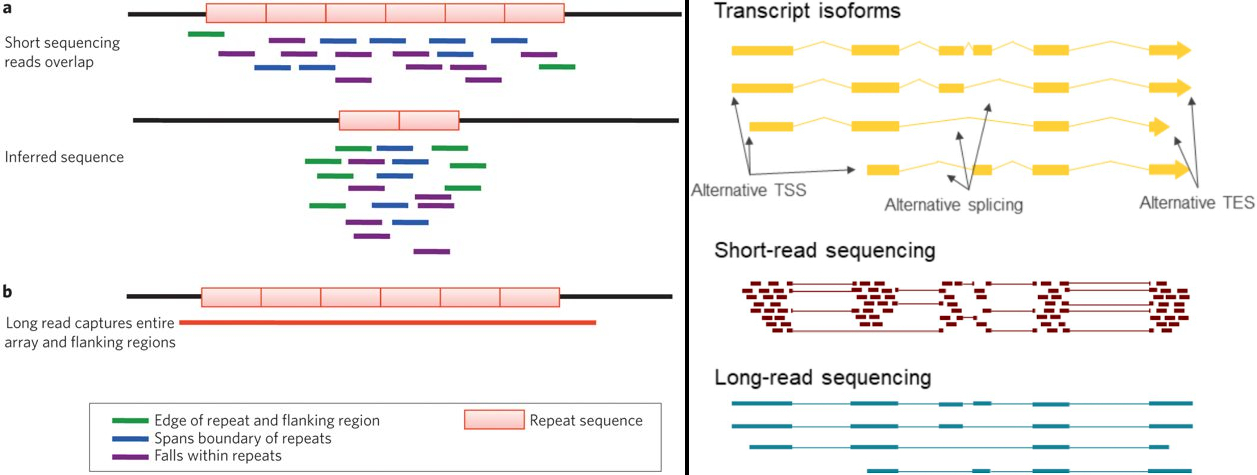 a
Short sequencing
reads overlap
Inferred sequence
b
Long read captures entire
array and flanking regions
Edge of repeat and flanking region
Spans boundary of repeats
Falls within repeats
Repeat sequence
Transcript isoforms
Alternative TSS
Alternative splicing
Alternative TES
Short-read sequencing
Long-read sequencing